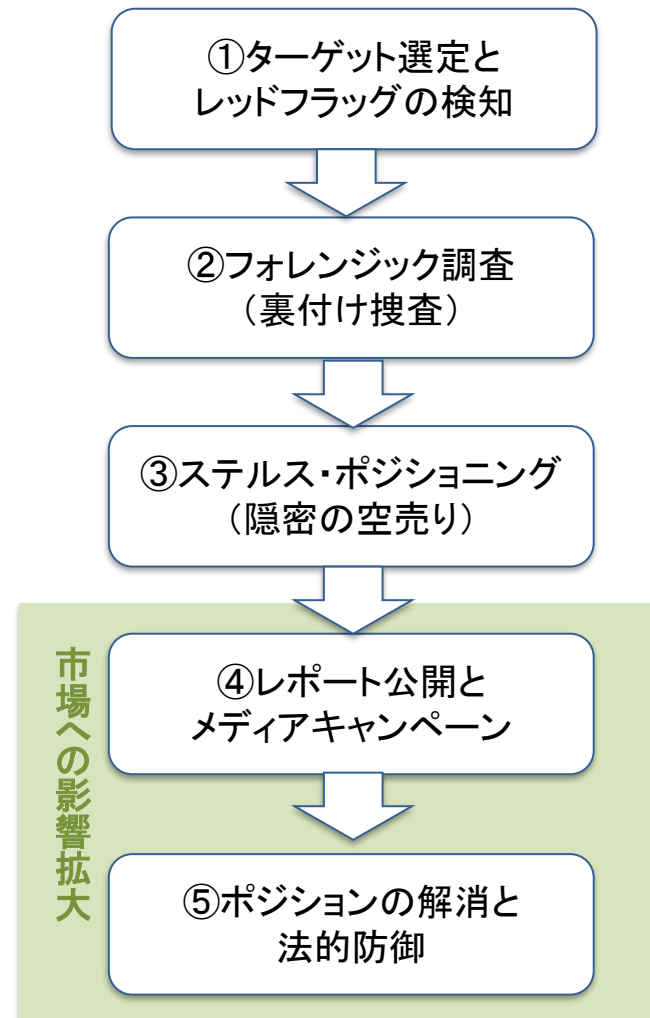 ①ターゲット選定と
レッドフラッグの検知
②フォレンジック調査
（裏付け捜査）
③ステルス・ポジショニング
（隠密の空売り）
市場への影響拡大
④レポート公開と
メディアキャンペーン
⑤ポジションの解消と
法的防御